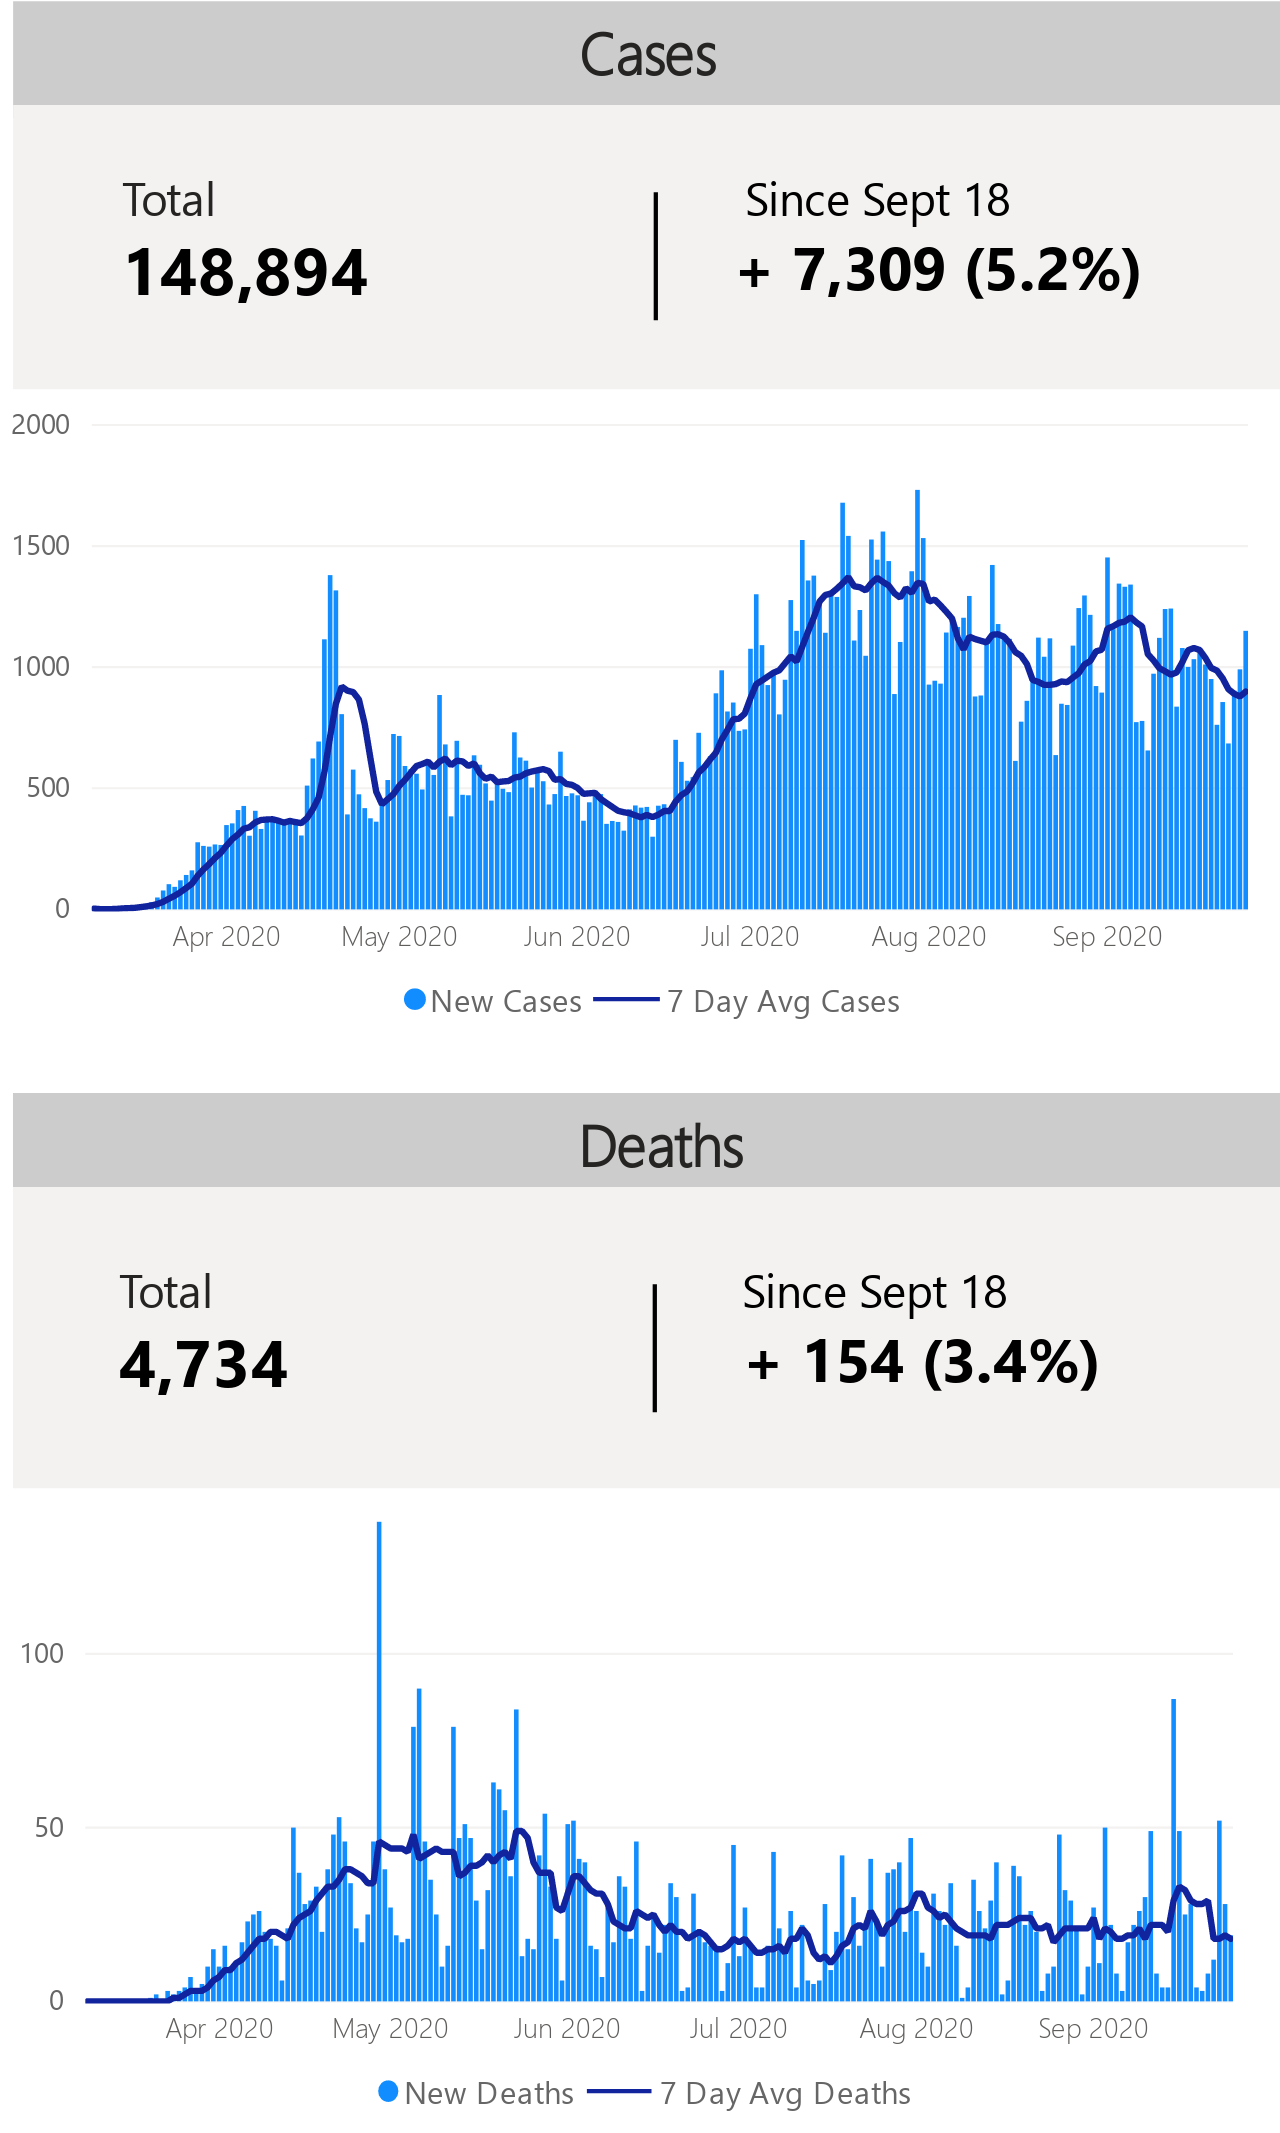 Cases
Total
Since Sept 18
148,894
+ 7,309 (5.2%)
2000
1500
1000
500
0
Apr 2020
May 2020
Jun 2020
Jul 2020
Aug 2020
Sep 2020
New Cases
7 Day Avg Cases
Deaths
Total
Since Sept 18
4,734
+ 154 (3.4%)
100
50
0
Apr 2020
May 2020
Jun 2020
Jul 2020
Aug 2020
Sep 2020
New Deaths
7 Day Avg Deaths